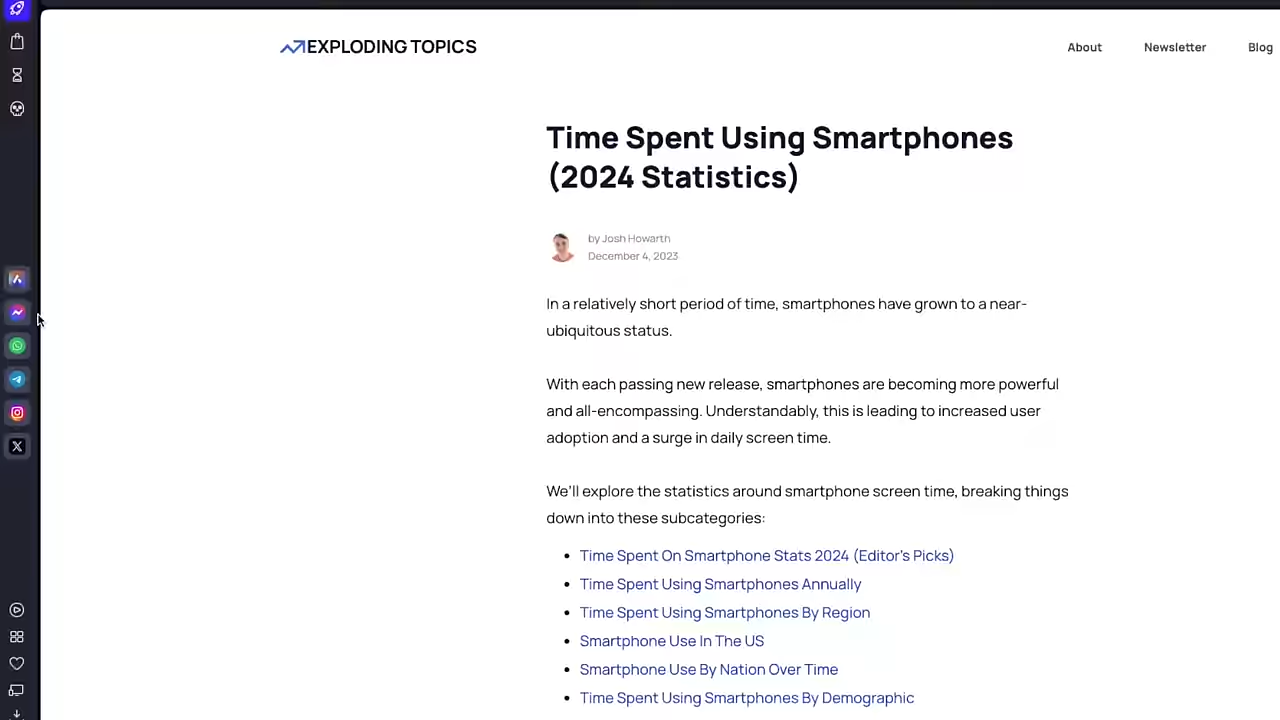 EXPLODING TOPICS
About
Newsletter
Blog
Time Spent Using Smartphones
(2024 Statistics)
by Josh Howarth
December 4, 2023
In a relatively short period of time, smartphones have grown to a near-
ubiquitous status.
With each passing new release, smartphones are becoming more powerful
and all-encompassing. Understandably, this is leading to increased user
adoption and a surge in daily screen time.
We'll explore the statistics around smartphone screen time, breaking things
down into these subcategories:
Time Spent On Smartphone Stats 2024 (Editor's Picks)
Time Spent Using Smartphones Annually
Time Spent Using Smartphones By Region
Smartphone Use In The US
Smartphone Use By Nation Over Time
Time Spent Using Smartphones By Demographic